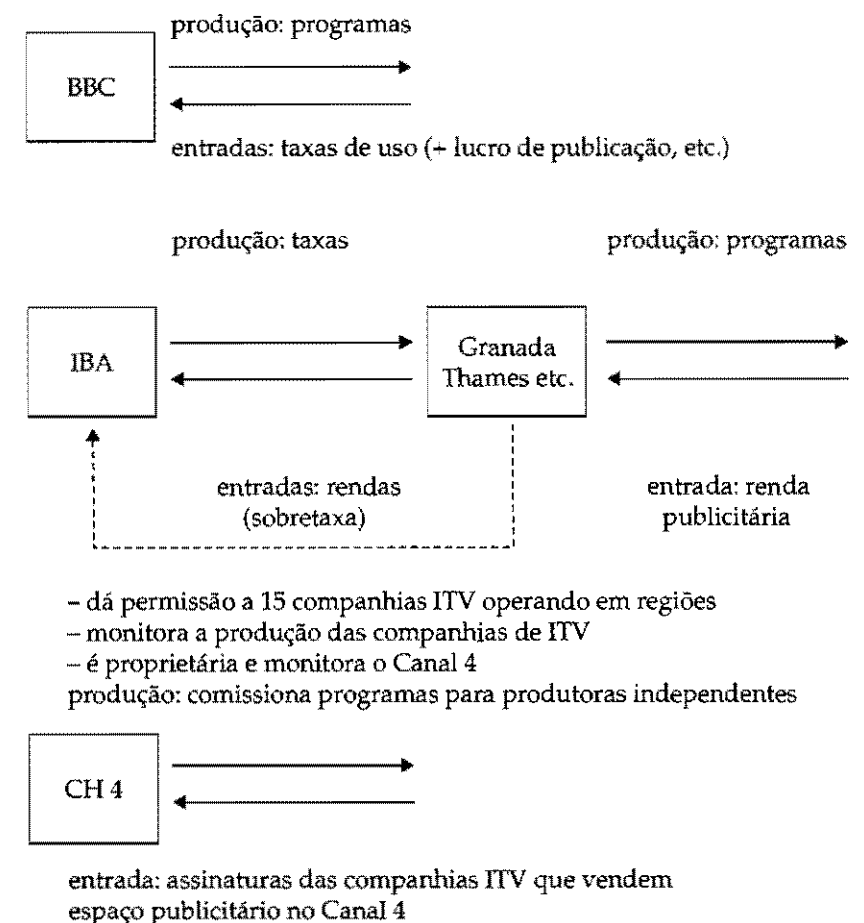 produção: programas
BBC
entradas: taxas de uso (+ lucro de publicação, etc.)
produção: taxas
produção: programas
IBA
Granada
Thames etc.
entradas: rendas
(sobretaxa)
entrada: renda
publicitária
– dá permissão a 15 companhias ITV operando em regiões
– monitora a produção das companhias de ITV
– é proprietária e monitora o Canal 4
produção: comissiona programas para produtoras independentes
CH 4
entrada: assinaturas das companhias ITV que vendem
espaço publicitário no Canal 4